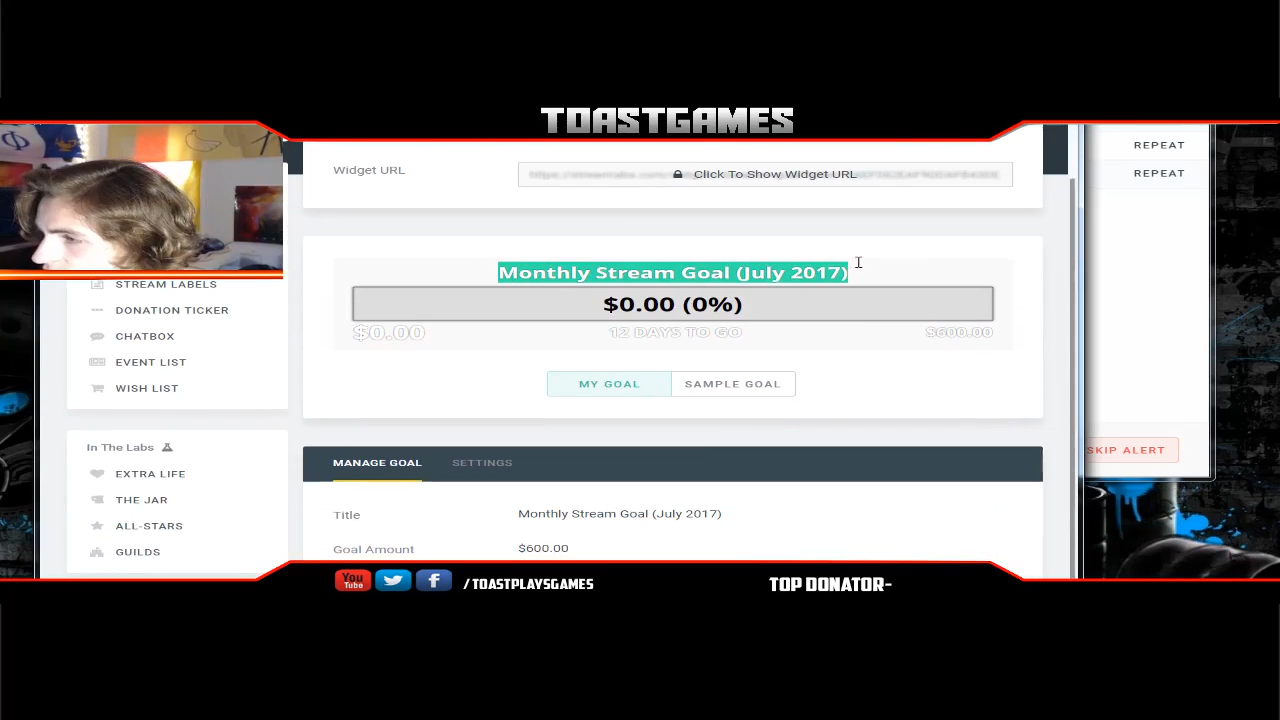 TOASTGAMES
REPEAT
Widget URL
Click To Show Widget URL
REPEAT
Monthly Stream Goal (July 2017)
$0.00 (0%)
$0.00
12 DAYS TO GO
$600.00
STREAM LABELS
DONATION TICKER
CHATBOX
EVENT LIST
WISH LIST
MY GOAL
SAMPLE GOAL
In The Labs
EXTRA LIFE
THE JAR
ALL-STARS
GUILDS
MANAGE GOAL
SETTINGS
SKIP ALERT
Title
Monthly Stream Goal (July 2017)
Goal Amount
$600.00
You
Tube
/TOASTPLAYSGAMES
TOP DONATOR-